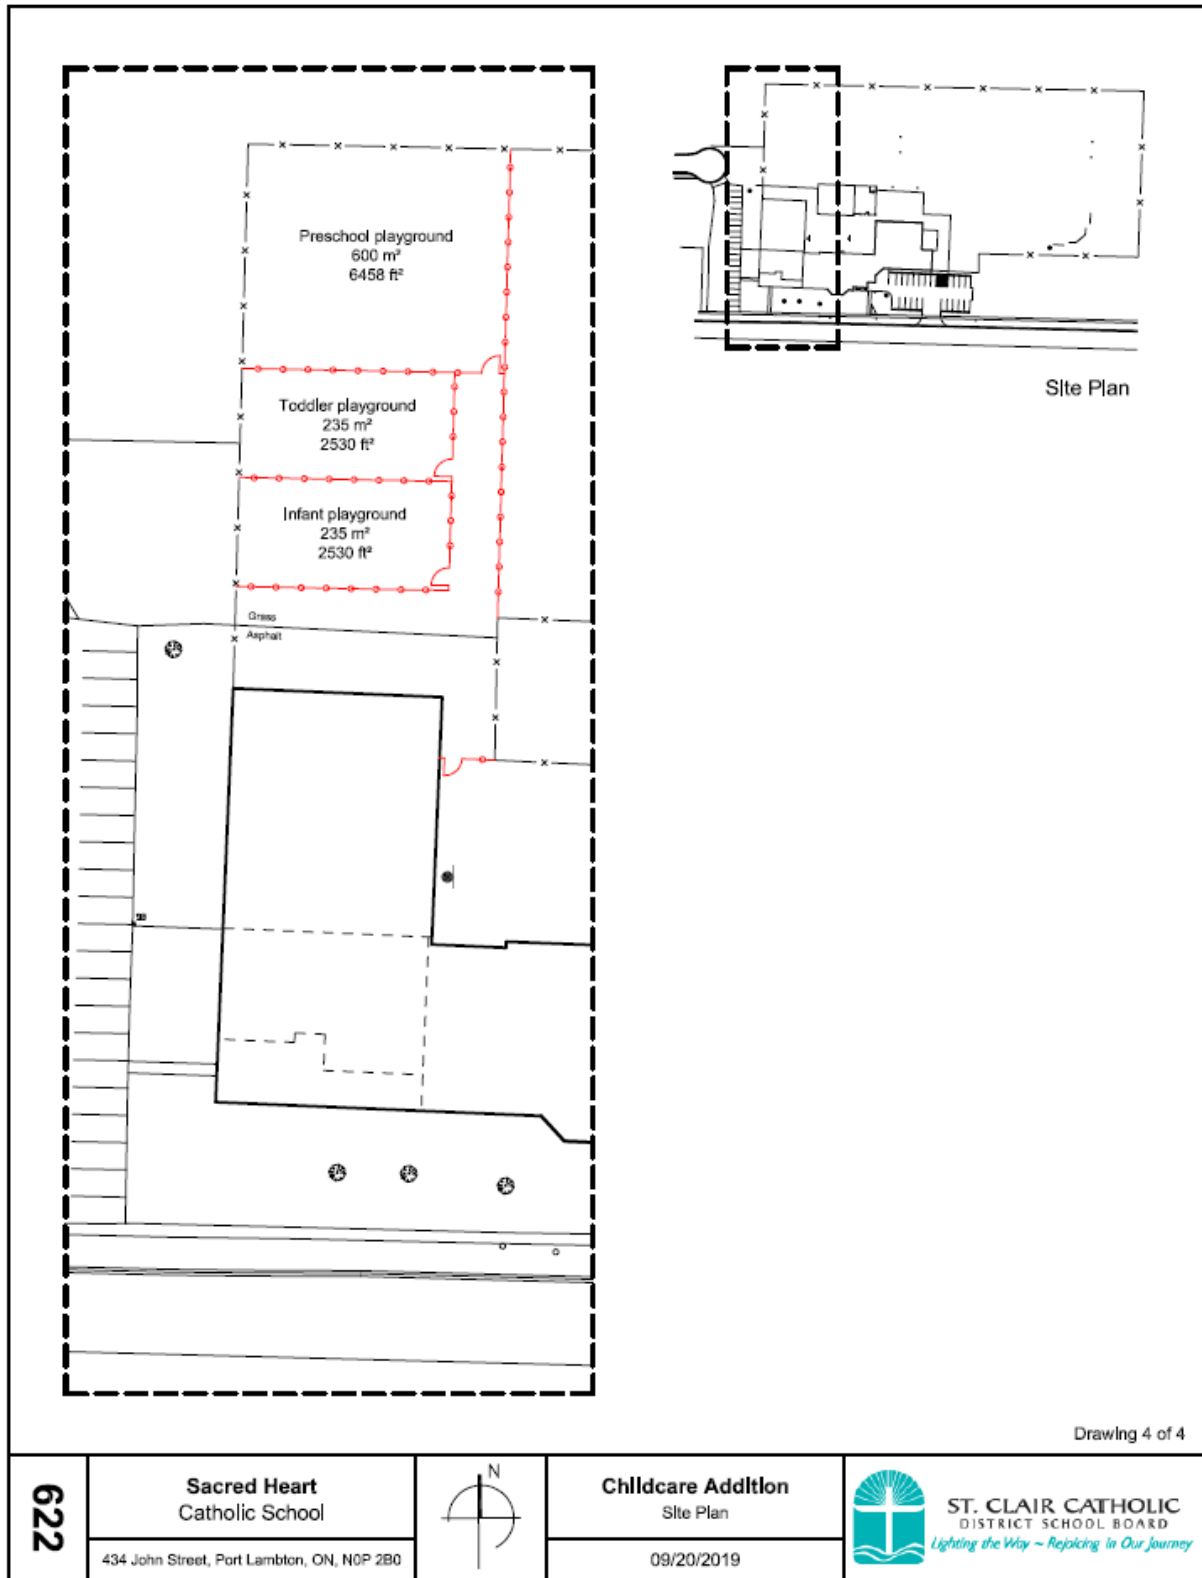 Preschool playground
600 m²
6458 ft²
Toddler playground
235 m²
2530 ft²
Infant playground
235 m²
2530 ft²
Grass
Asphalt
Site Plan
Drawing 4 of 4
622
Sacred Heart
Catholic School
434 John Street, Port Lambton, ON, N0P 2B0
N
Childcare Addition
Site Plan
09/20/2019
ST. CLAIR CATHOLIC
DISTRICT SCHOOL BOARD
Lighting the Way ~ Rejoicing in Our Journey